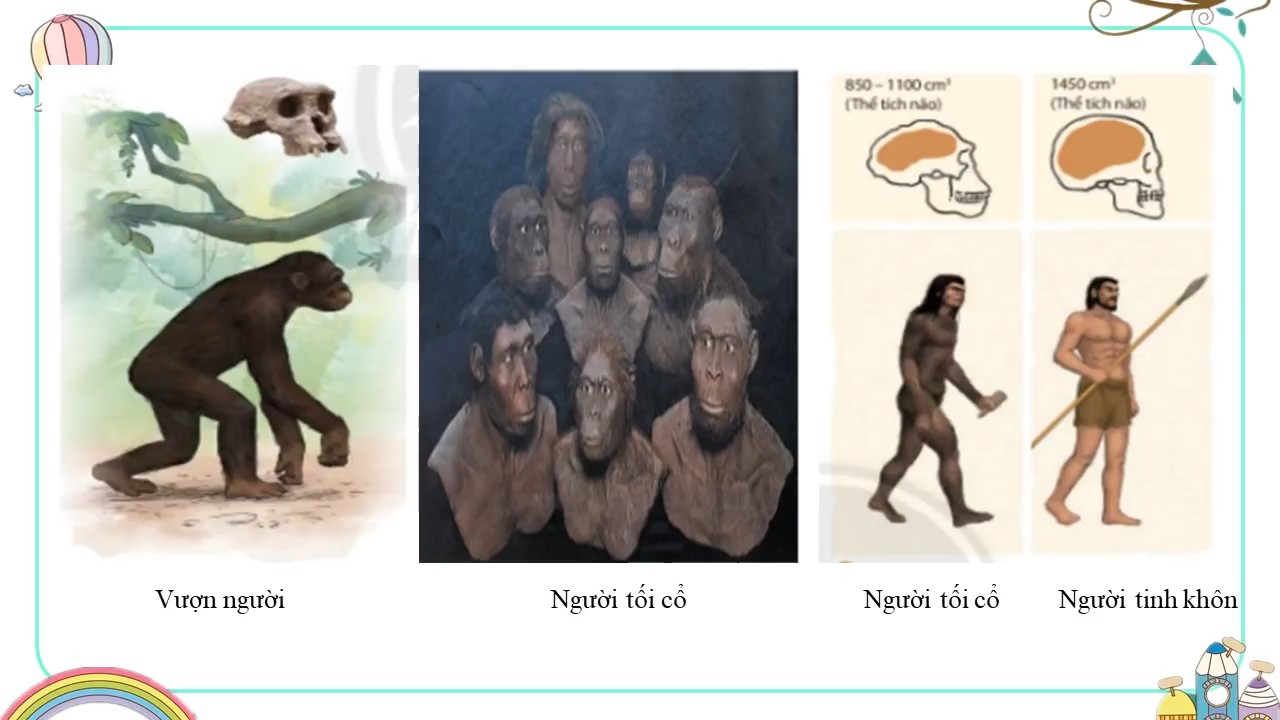 850 – 1100 cm³
(Thể tích não)
1450 cm³
(Thể tích não)
Vượn người
Người tối cổ
Người tối cổ
Người tinh khôn